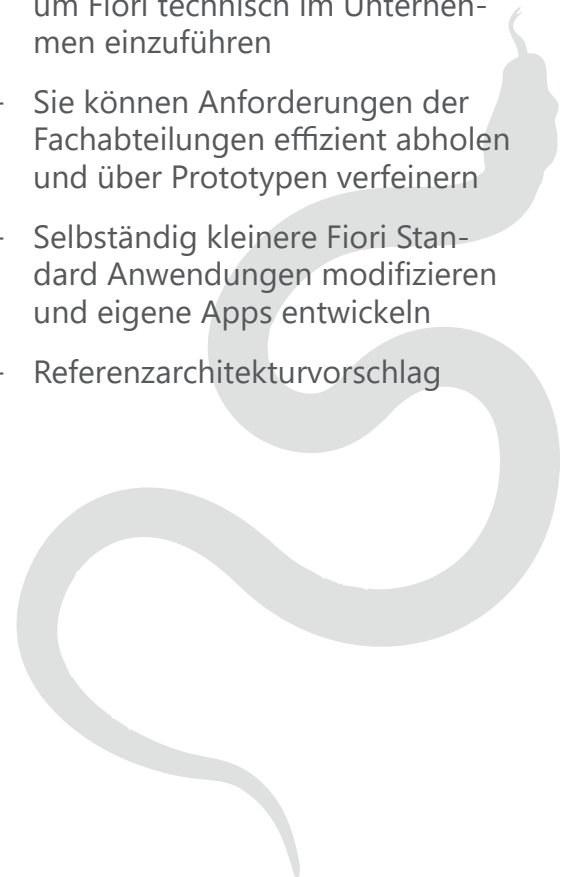 um Fiori technisch im Unterneh-
men einzuführen
- Sie können Anforderungen der
Fachabteilungen effizient abholen
und über Prototypen verfeinern
- Selbständig kleinere Fiori Stan-
dard Anwendungen modifizieren
und eigene Apps entwickeln
- Referenzarchitekturvorschlag